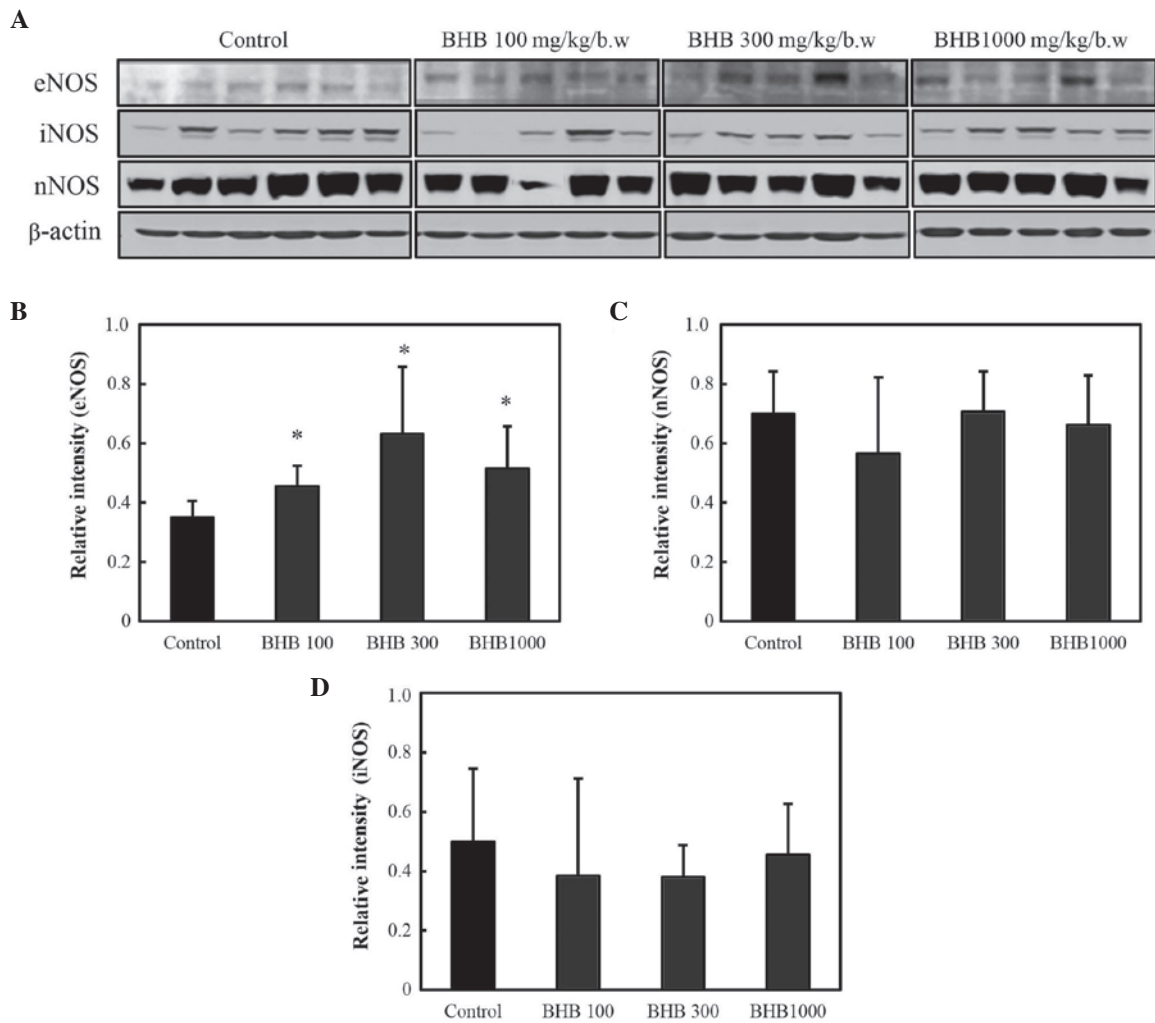 A
Control BHB 100 mg/kg/b.w BHB 300 mg/kg/b.w BHB1000 mg/kg/b.w
eNOS
iNOS
nNOS
β-actin
B
Relative intensity (eNOS)
1.0
0.8
0.6
0.4
0.2
0
*
*
*
Control BHB 100 BHB 300 BHB1000
C
Relative intensity (nNOS)
1.0
0.8
0.6
0.4
0.2
0
Control BHB 100 BHB 300 BHB1000
D
Relative intensity (iNOS)
1.0
0.8
0.6
0.4
0.2
0
Control BHB 100 BHB 300 BHB1000